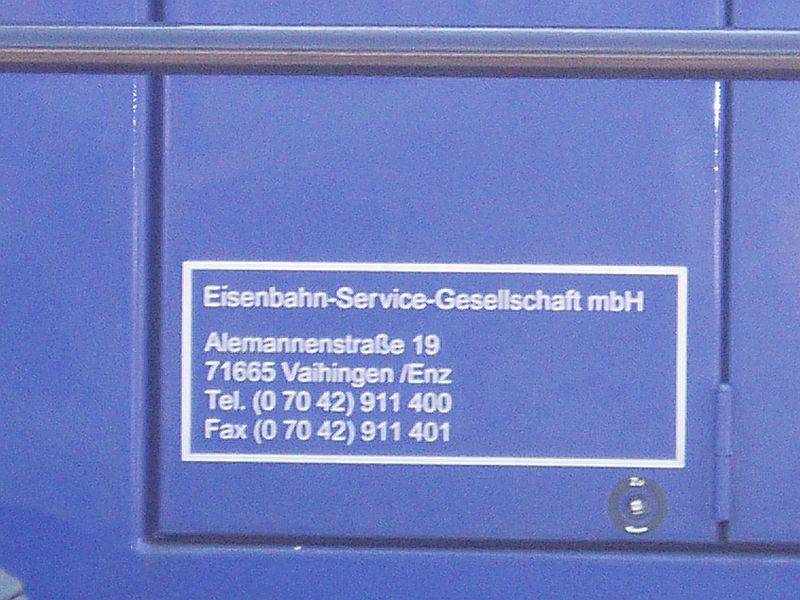 Eisenbahn-Service-Gesellschaft mbH
Alemannenstraße 19
71665 Vaihingen /Enz
Tel. (0 70 42) 911 400
Fax (0 70 42) 911 401
Zu